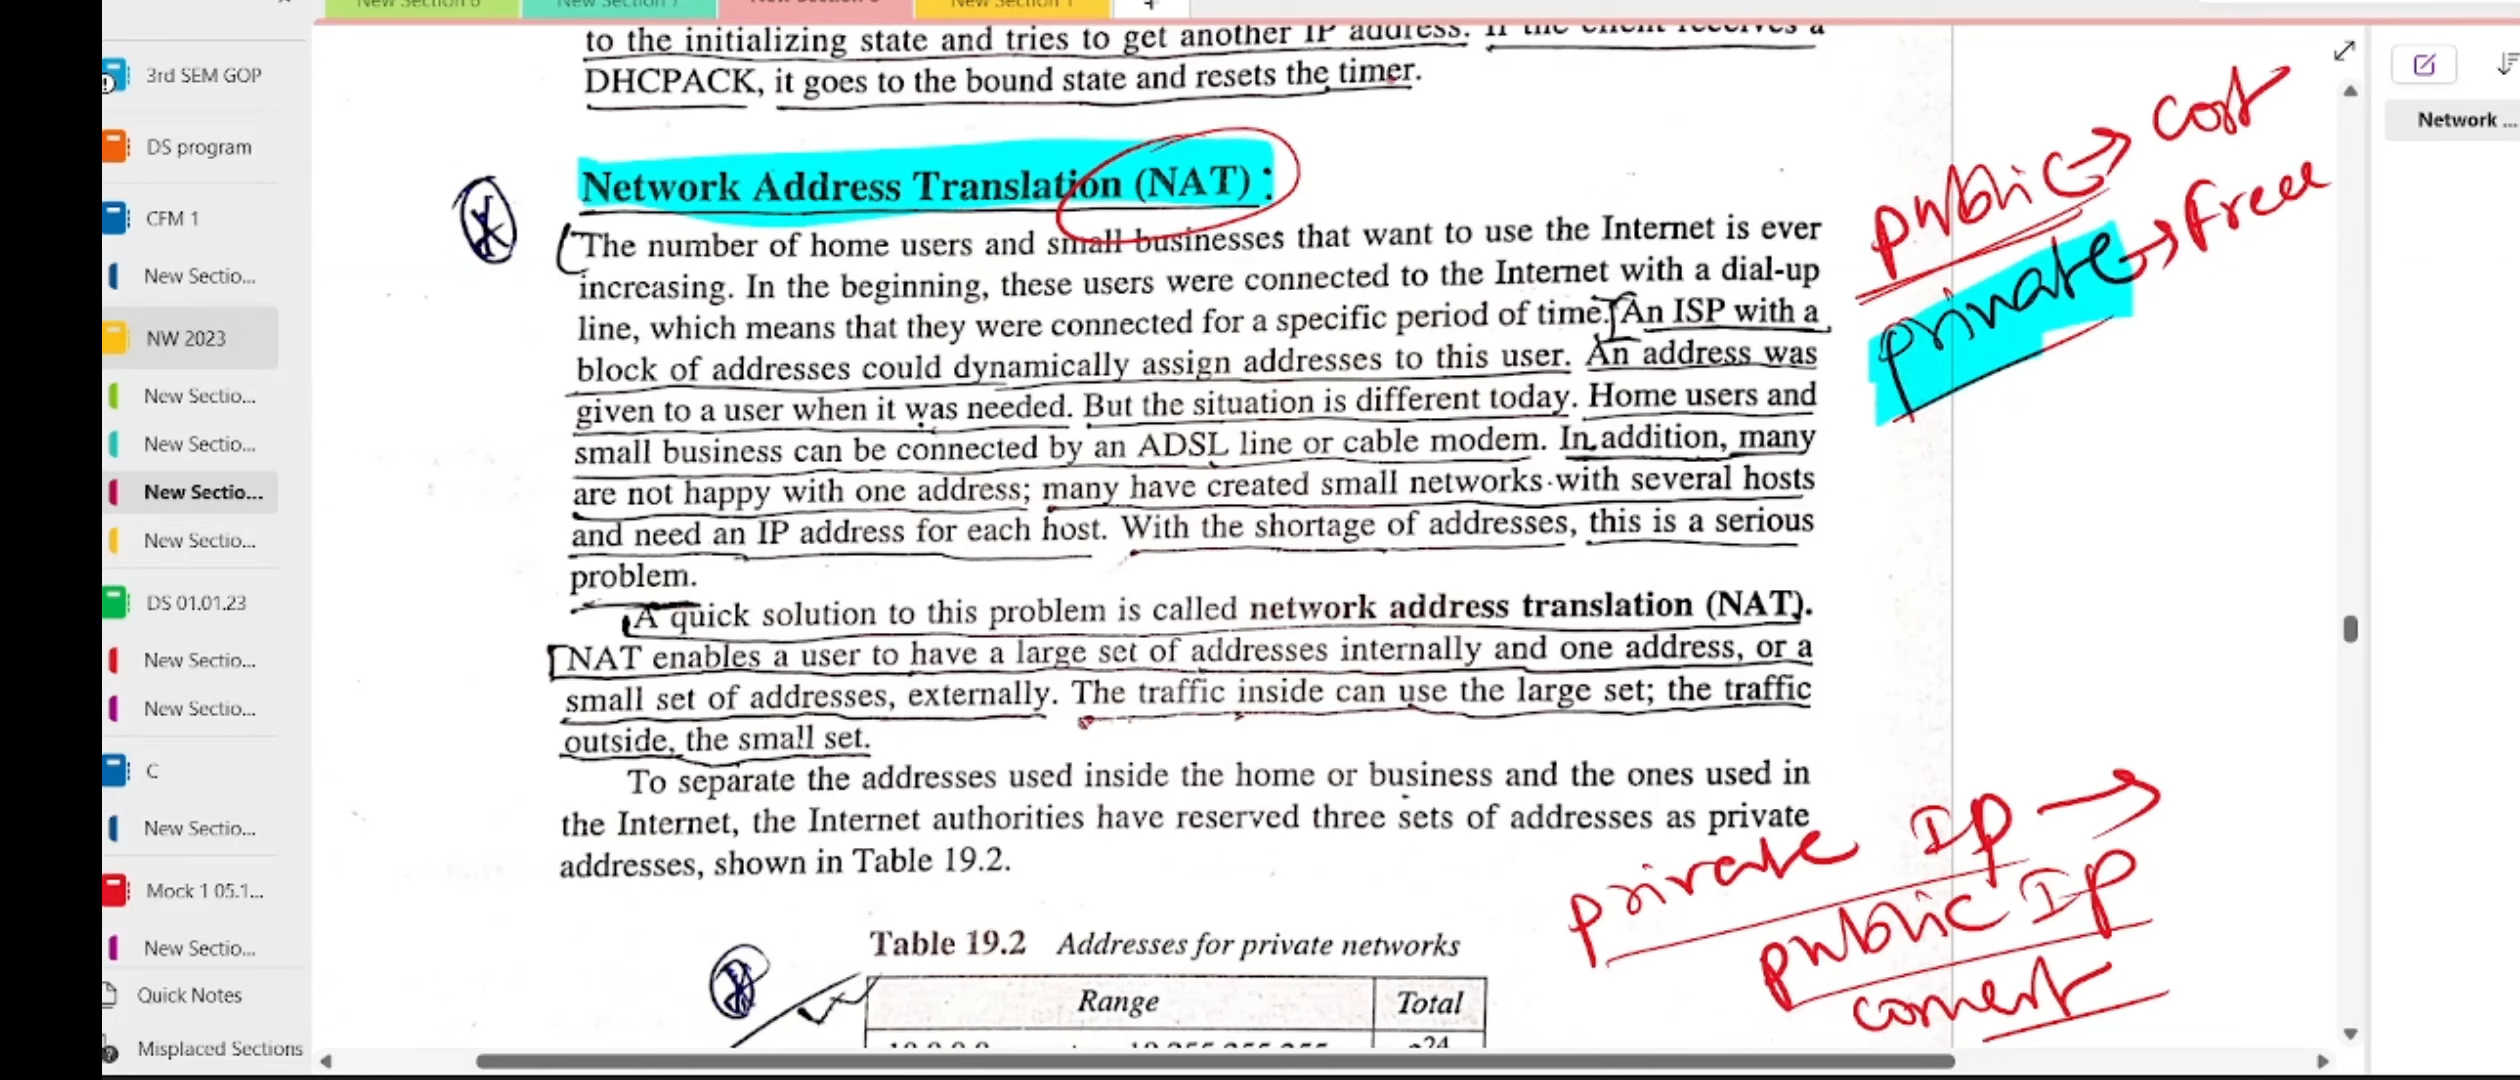 New Section 6
New Section 7
New Section 8
New Section 1
+
3rd SEM GOP
DS program
CFM 1
New Sectio...
NW 2023
New Sectio...
New Sectio...
New Sectio...
New Sectio...
DS 01.01.23
New Sectio...
New Sectio...
C
New Sectio...
Mock 1 05.1...
New Sectio...
Quick Notes
Misplaced Sections
to the initializing state and tries to get another IP address. If the client receives a
DHCPACK, it goes to the bound state and resets the timer.
Network Address Translation (NAT) :
The number of home users and small businesses that want to use the Internet is ever
increasing. In the beginning, these users were connected to the Internet with a dial-up
line, which means that they were connected for a specific period of time. An ISP with a
block of addresses could dynamically assign addresses to this user. An address was
given to a user when it was needed. But the situation is different today. Home users and
small business can be connected by an ADSL line or cable modem. In addition, many
are not happy with one address; many have created small networks with several hosts
and need an IP address for each host. With the shortage of addresses, this is a serious
problem.
A quick solution to this problem is called network address translation (NAT).
NAT enables a user to have a large set of addresses internally and one address, or a
small set of addresses, externally. The traffic inside can use the large set; the traffic
outside, the small set.
To separate the addresses used inside the home or business and the ones used in
the Internet, the Internet authorities have reserved three sets of addresses as private
addresses, shown in Table 19.2.
Table 19.2 Addresses for private networks
Range Total
public → cost
private → Free
private IP →
public IP
Network ...